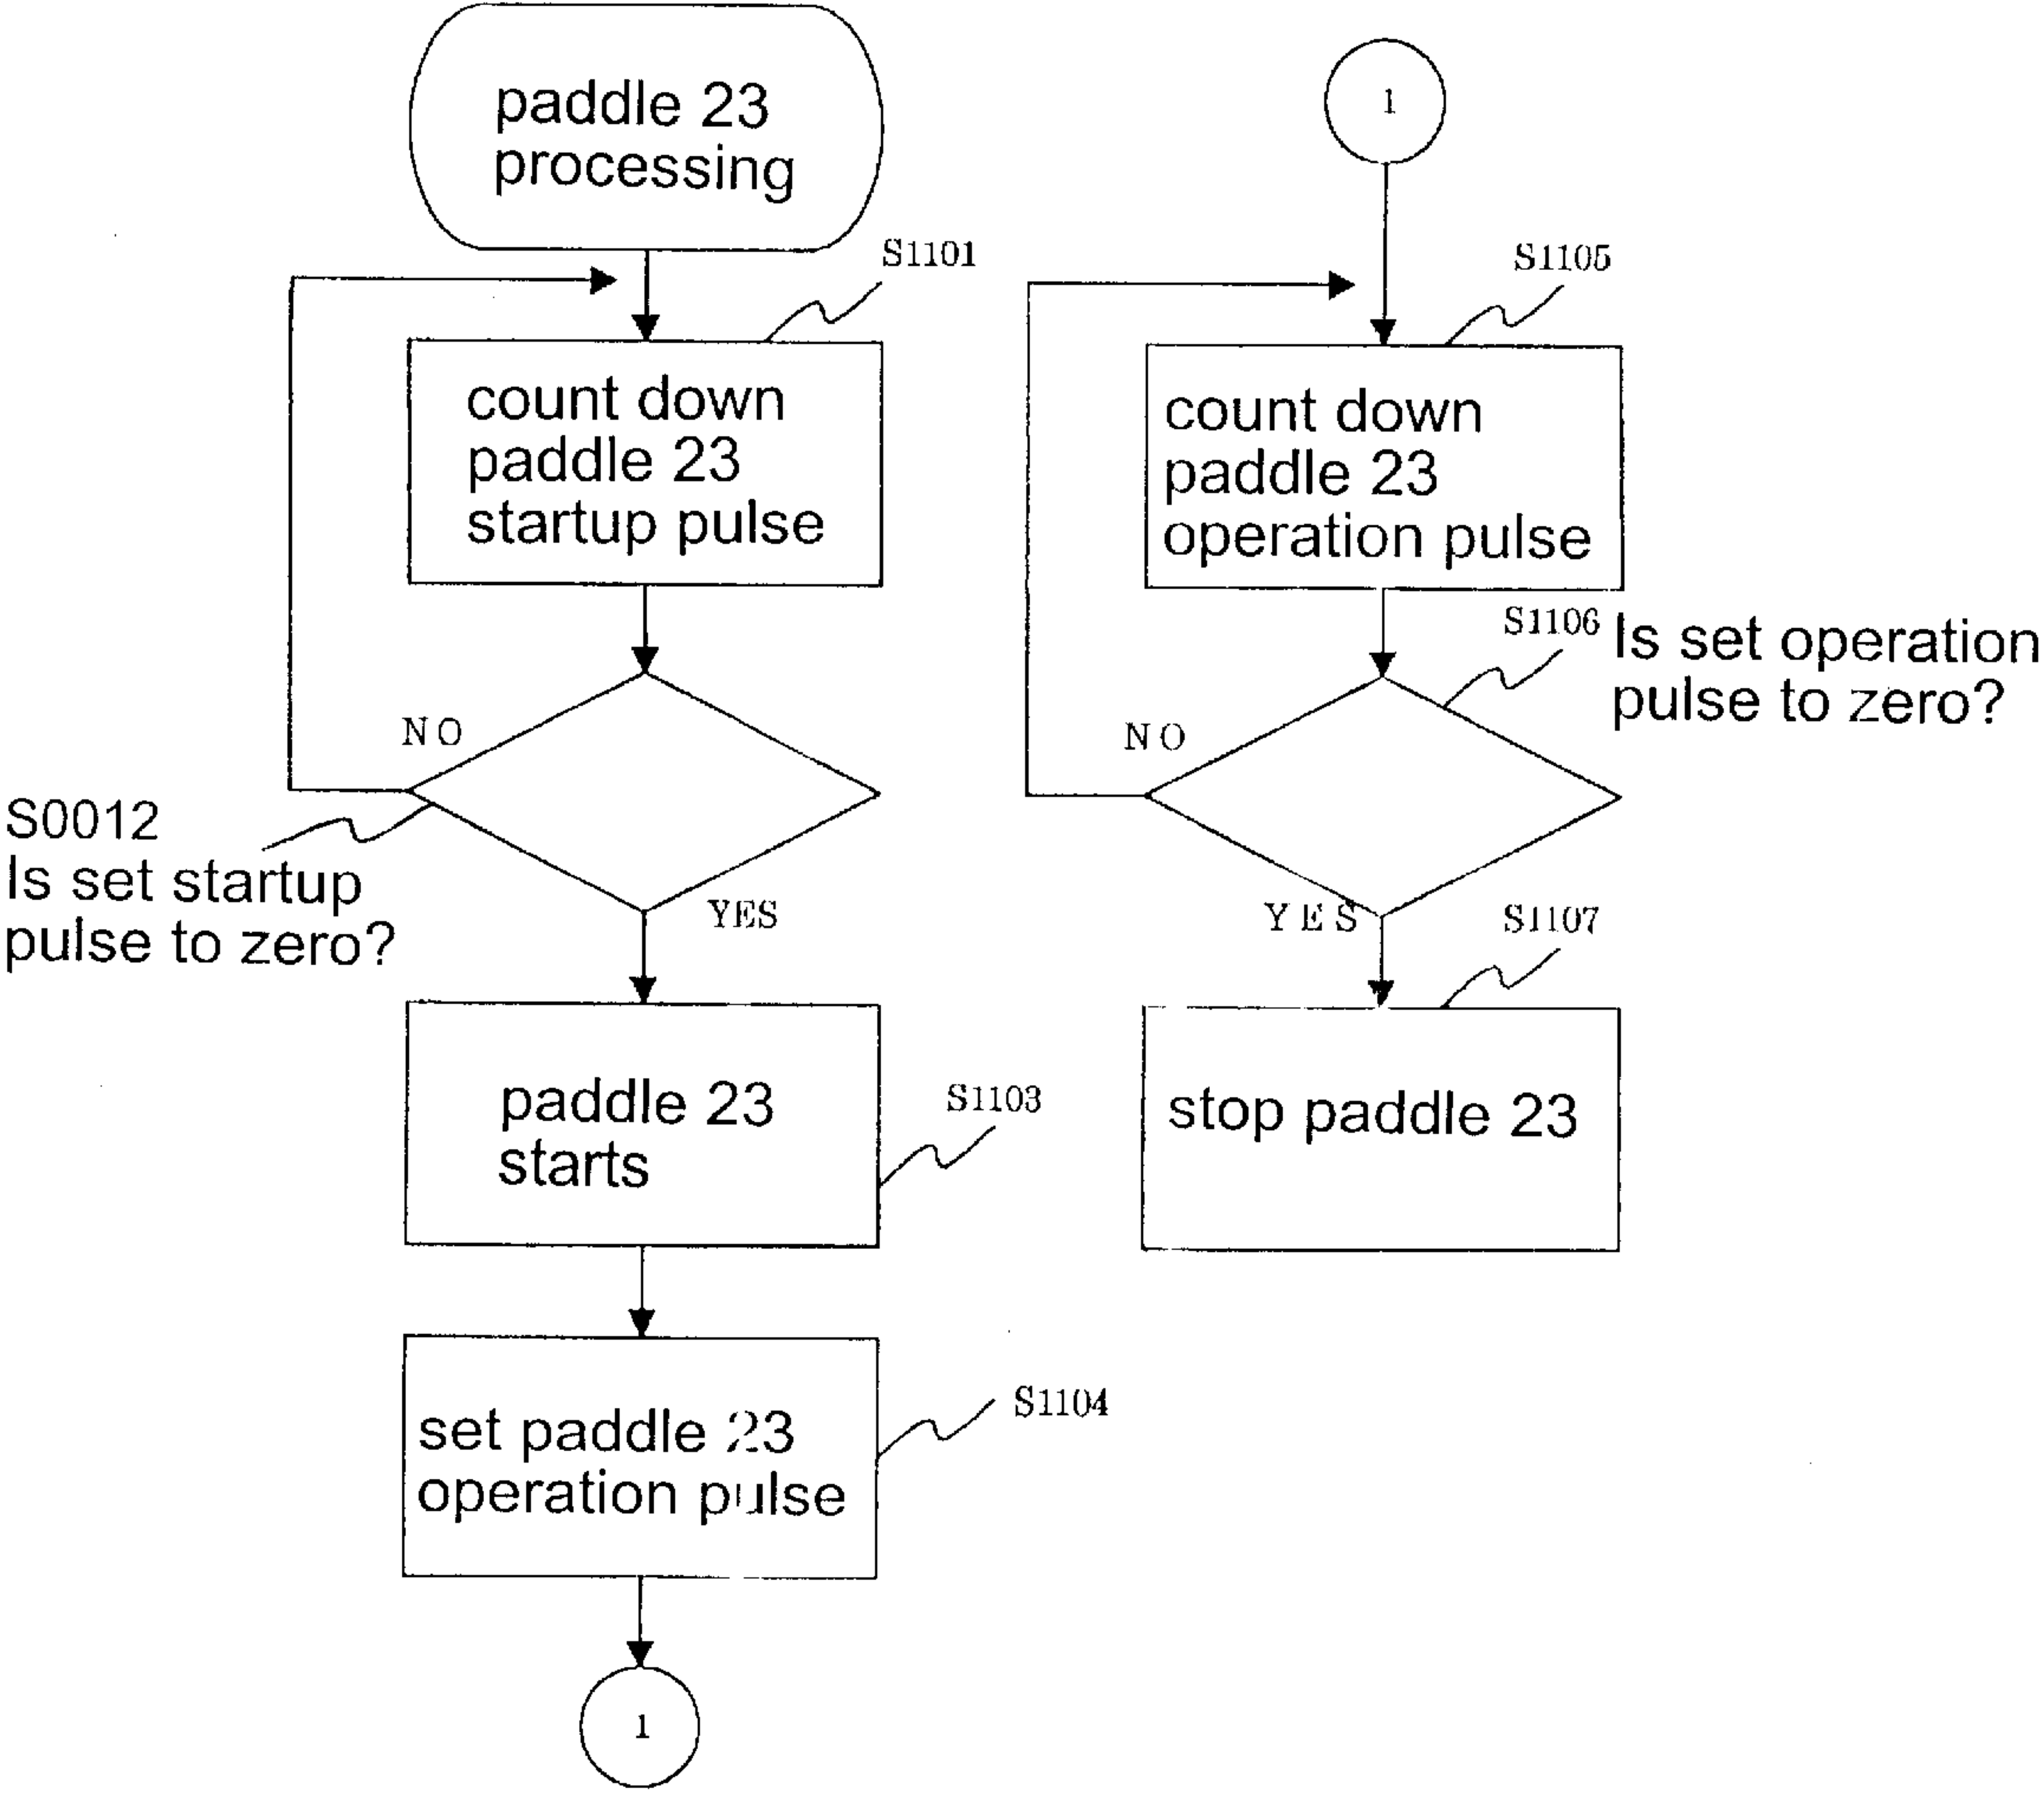 paddle 23
processing
S1101
count down
paddle 23
startup pulse
NO
S0012
Is set startup
pulse to zero?
YES
paddle 23
starts
S1103
set paddle 23
operation pulse
S1104
1
1
S1105
count down
paddle 23
operation pulse
S1106
Is set operation
pulse to zero?
NO
YES
S1107
stop paddle 23